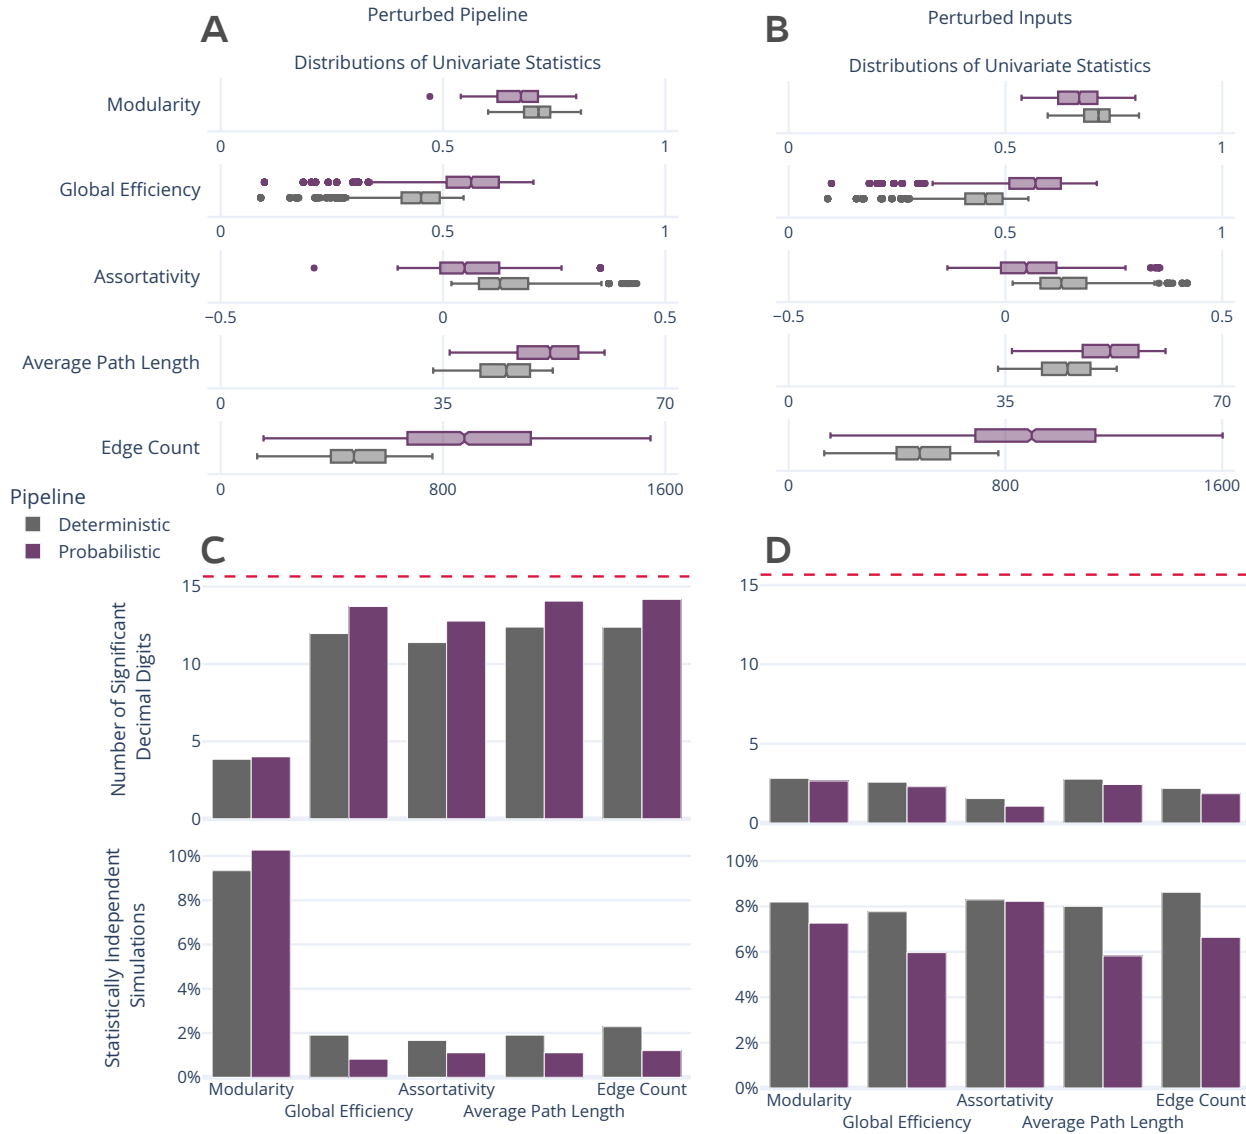 A
Perturbed Pipeline
B
Perturbed Inputs
Distributions of Univariate Statistics
Distributions of Univariate Statistics
Modularity
0 0.5 1
0 0.5 1
Global Efficiency
0 0.5 1
0 0.5 1
Assortativity
−0.5 0 0.5
−0.5 0 0.5
Average Path Length
0 35 70
0 35 70
Edge Count
0 800 1600
0 800 1600
Pipeline
Deterministic
Probabilistic
C
Number of Significant
Decimal Digits
15
10
5
0
D
15
10
5
0
Statistically Independent
Simulations
10%
8%
6%
4%
2%
0%
Modularity
Global Efficiency
Assortativity
Average Path Length
Edge Count
10%
8%
6%
4%
2%
0%
Modularity
Global Efficiency
Assortativity
Average Path Length
Edge Count